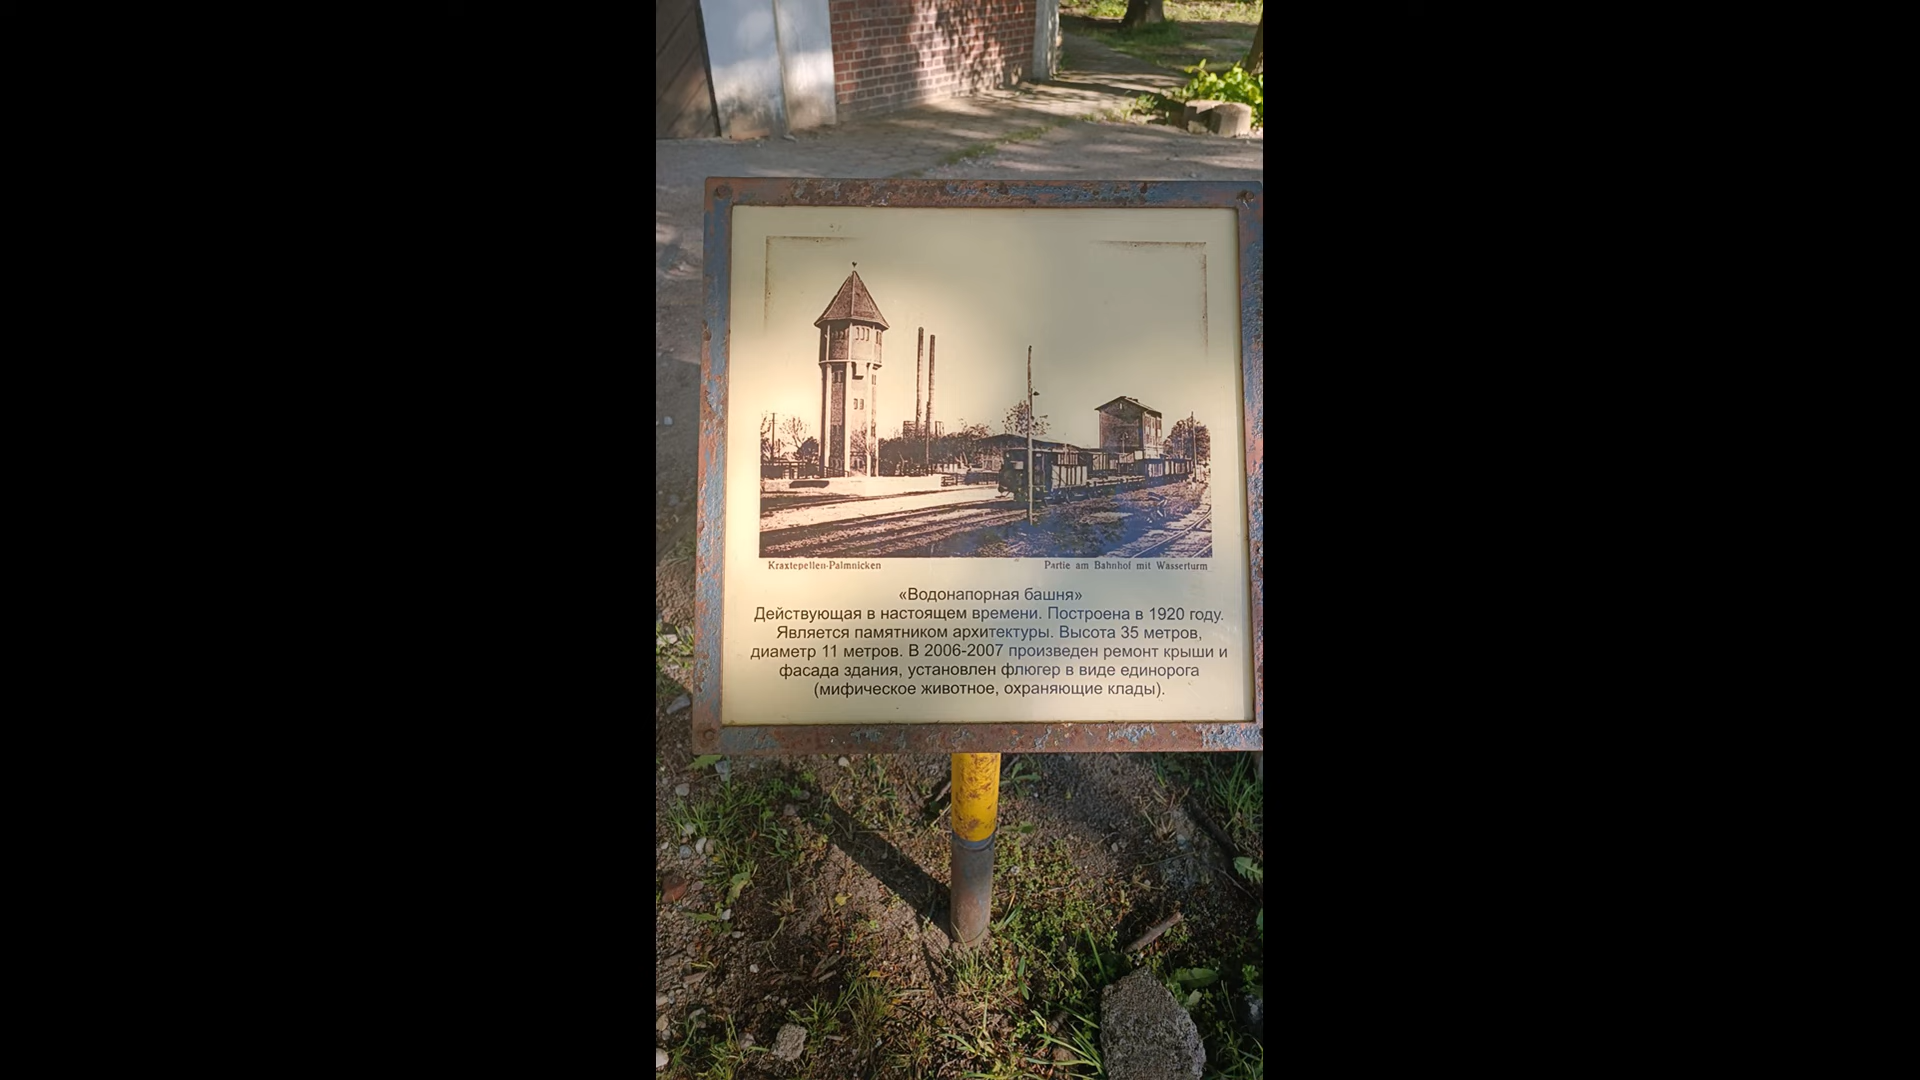 Kraxtepellen-Palmnicken
Partie am Bahnhof mit Wasserturm
«Водонапорная башня»
Действующая в настоящем времени. Построена в 1920 году.
Является памятником архитектуры. Высота 35 метров,
диаметр 11 метров. В 2006-2007 произведен ремонт крыши и
фасада здания, установлен флюгер в виде единорога
(мифическое животное, охраняющие клады).